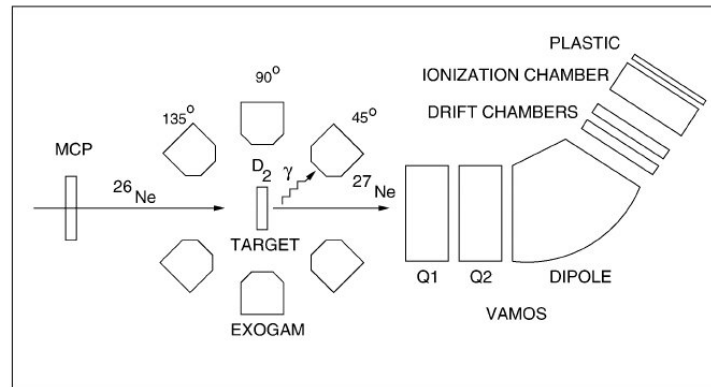 PLASTIC
IONIZATION CHAMBER
DRIFT CHAMBERS
90°
135°
45°
MCP
D2
γ
26Ne
27Ne
TARGET
EXOGAM
Q1
Q2
DIPOLE
VAMOS